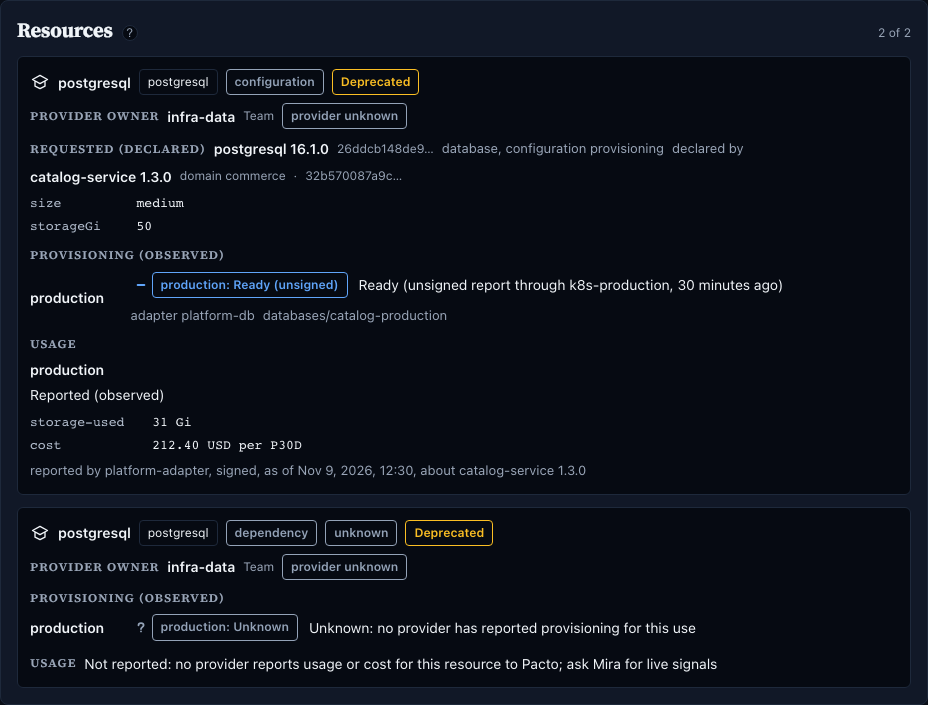 Resources ?
2 of 2
postgresql postgresql configuration Deprecated
PROVIDER OWNER infra-data Team provider unknown
REQUESTED (DECLARED) postgresql 16.1.0 26ddcb148de9... database, configuration provisioning declared by
catalog-service 1.3.0 domain commerce · 32b570087a9c...
size medium
storageGi 50
PROVISIONING (OBSERVED)
production – production: Ready (unsigned) Ready (unsigned report through k8s-production, 30 minutes ago)
adapter platform-db databases/catalog-production
USAGE
production
Reported (observed)
storage-used 31 Gi
cost 212.40 USD per P30D
reported by platform-adapter, signed, as of Nov 9, 2026, 12:30, about catalog-service 1.3.0
postgresql postgresql dependency unknown Deprecated
PROVIDER OWNER infra-data Team provider unknown
PROVISIONING (OBSERVED)
production ? production: Unknown Unknown: no provider has reported provisioning for this use
USAGE Not reported: no provider reports usage or cost for this resource to Pacto; ask Mira for live signals